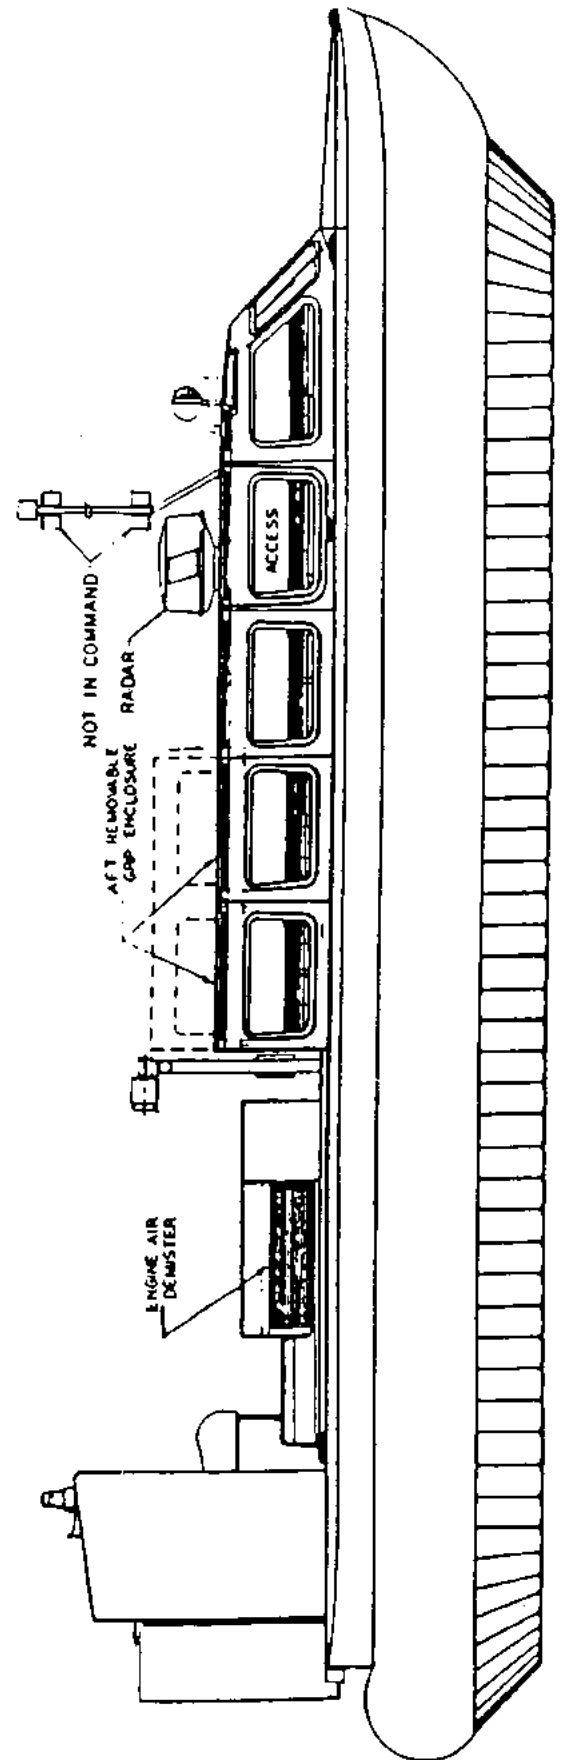 NOT IN COMMAND
RADAR
AFT REMOVABLE
GRP ENCLOSURE
ACCESS
ENGINE AIR
DEMISTER